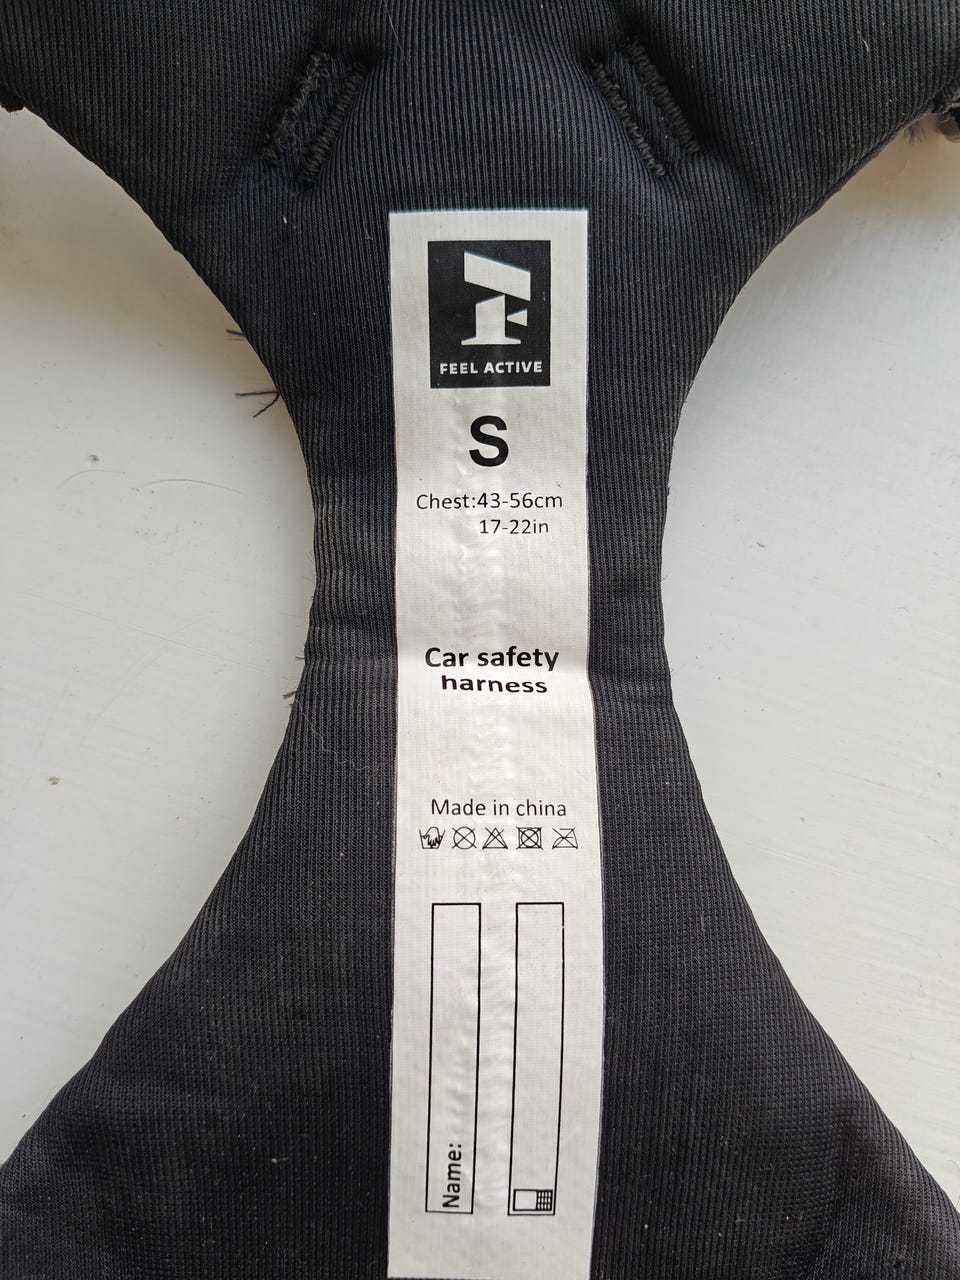 FEEL ACTIVE
S
Chest:43-56cm
17-22in
Car safety
harness
Made in china
Name: